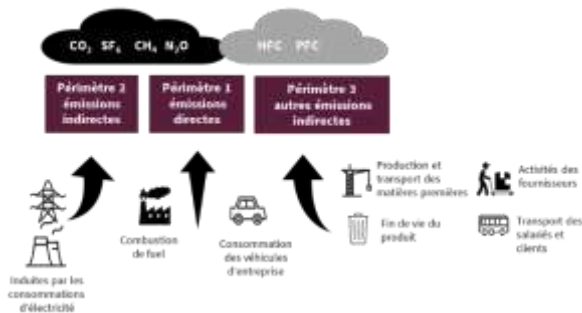 CO₂ SF₆ CH₄ N₂O HFC PFC
Périmètre 2
émissions
indirectes
Périmètre 1
émissions
directes
Périmètre 3
autres émissions
indirectes
Induites par les
consommations
d'électricité
Combustion
de fuel
Consommation
des véhicules
d'entreprise
Production et
transport des
matières premières
Fin de vie du
produit
Activités des
fournisseurs
Transport des
salariés et
clients